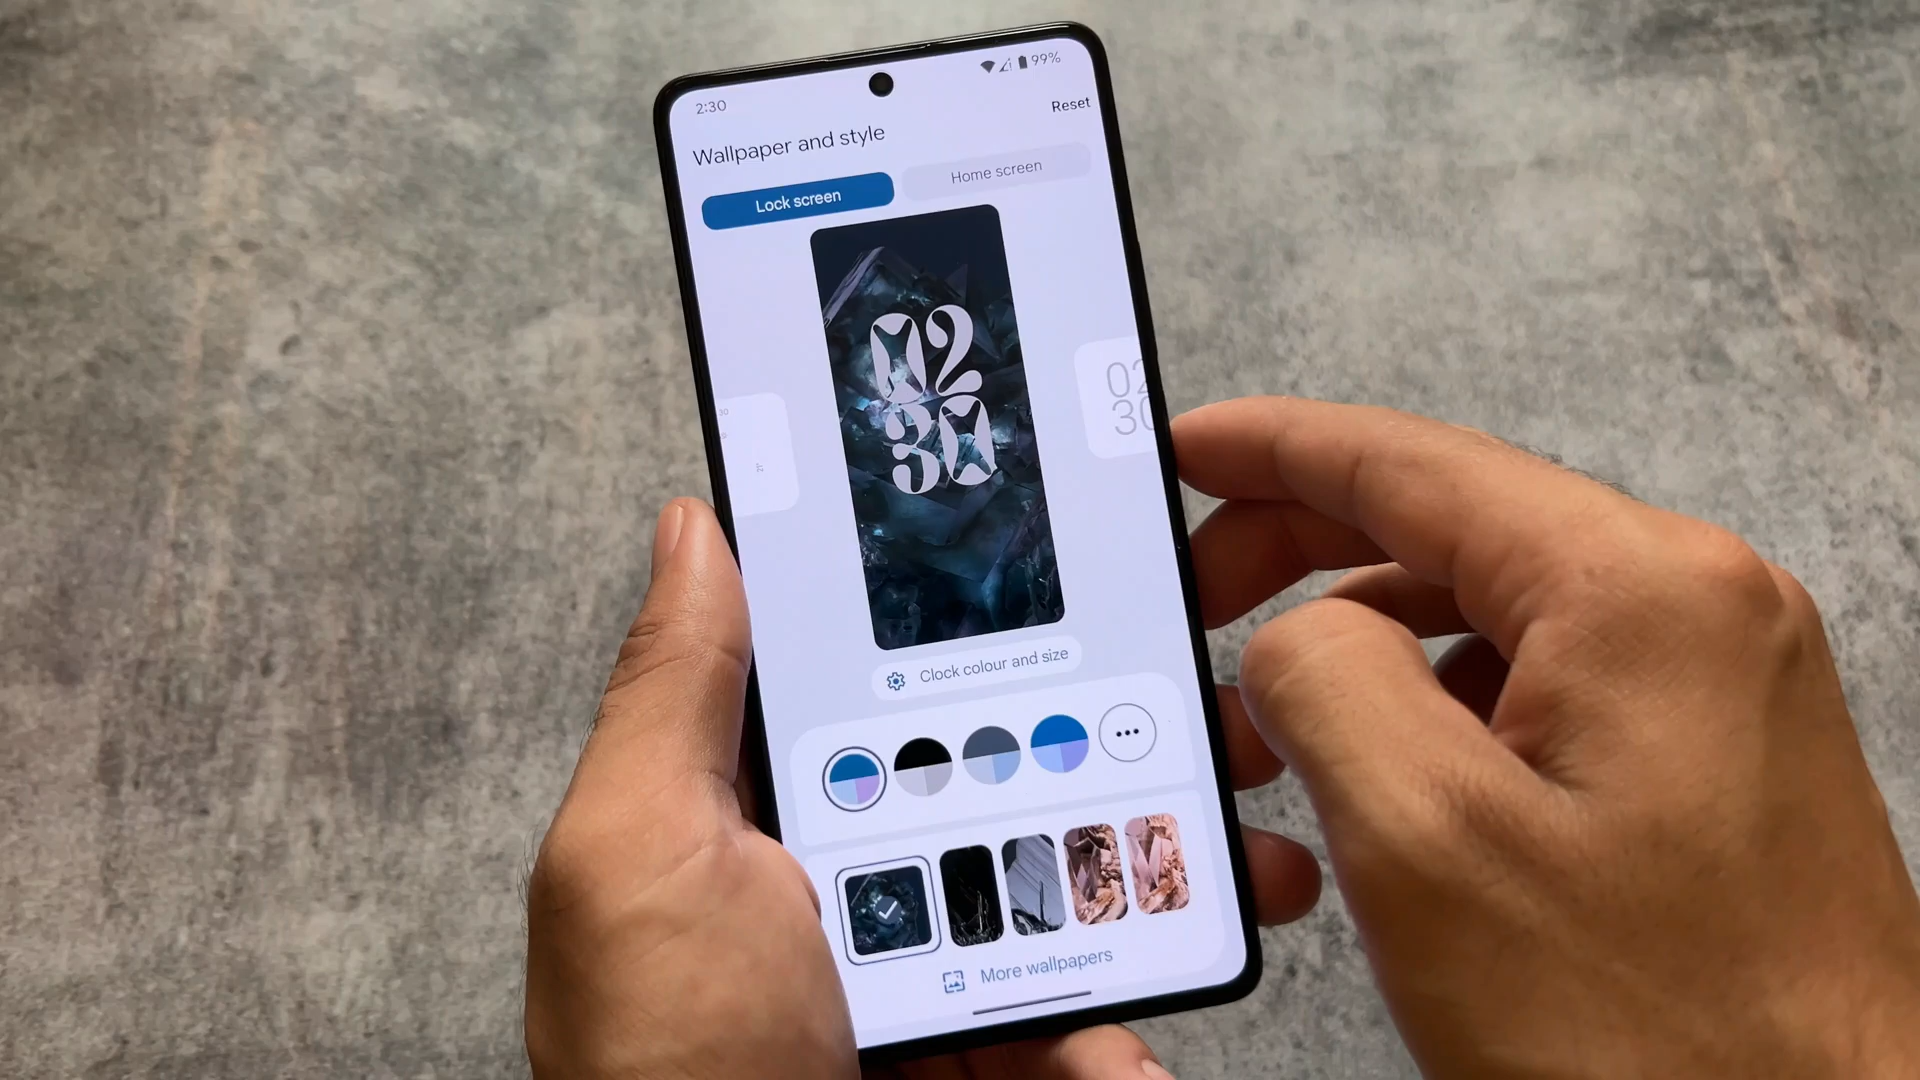 2:30
99%
Reset
Wallpaper and style
Lock screen
Home screen
02
30
02
30
Clock colour and size
More wallpapers